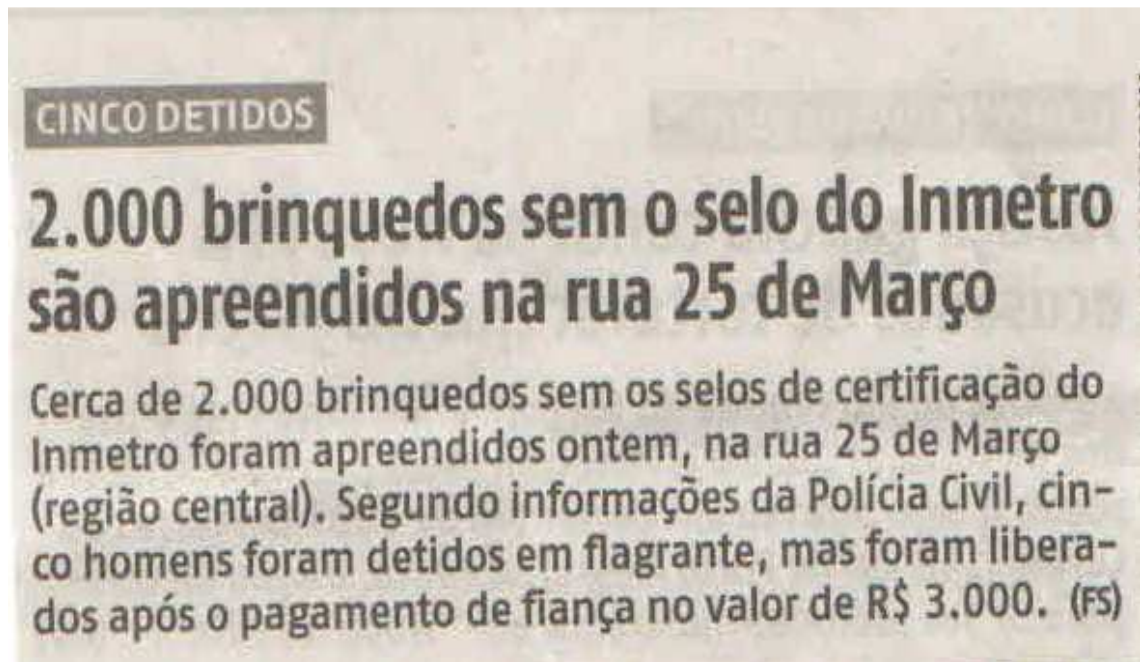 CINCO DETIDOS
2.000 brinquedos sem o selo do Inmetro
são apreendidos na rua 25 de Março
Cerca de 2.000 brinquedos sem os selos de certificação do
Inmetro foram apreendidos ontem, na rua 25 de Março
(região central). Segundo informações da Polícia Civil, cin-
co homens foram detidos em flagrante, mas foram libera-
dos após o pagamento de fiança no valor de R$ 3.000. (FS)